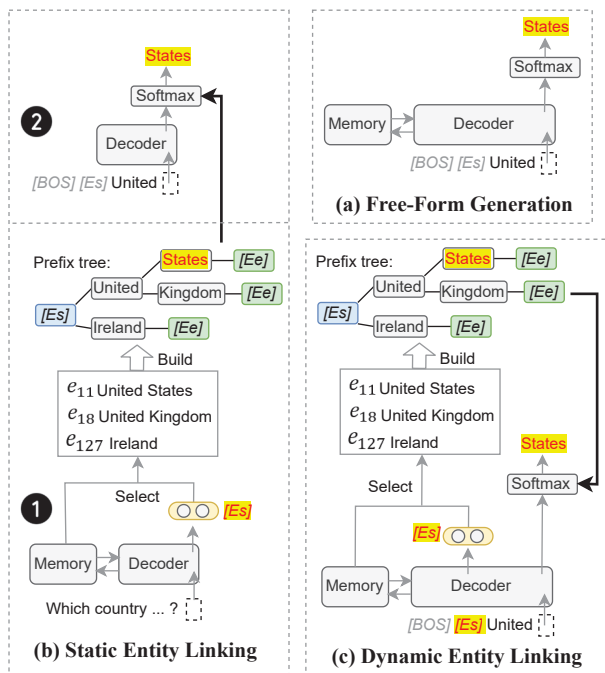 States
Softmax
2
Decoder
[BOS] [Es] United
Prefix tree:
States
[Ee]
United
Kingdom
[Ee]
[Es]
Ireland
[Ee]
Build
e11 United States
e18 United Kingdom
e127 Ireland
Select
1
[Es]
Memory
Decoder
Which country ... ?
(b) Static Entity Linking
States
Softmax
Memory
Decoder
[BOS] [Es] United
(a) Free-Form Generation
Prefix tree:
States
[Ee]
United
Kingdom
[Ee]
[Es]
Ireland
[Ee]
Build
e11 United States
e18 United Kingdom
e127 Ireland
States
Select
Softmax
[Es]
Memory
Decoder
[BOS] [Es] United
(c) Dynamic Entity Linking